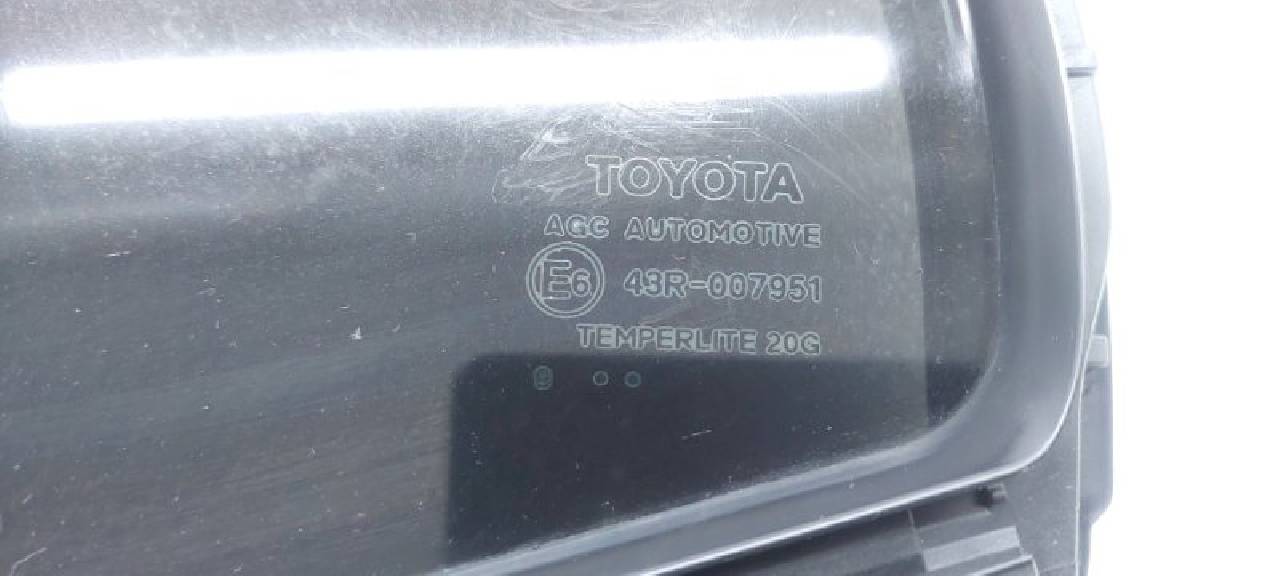 TOYOTA
AGC AUTOMOTIVE
E6 43R-007951
TEMPERLITE 20G